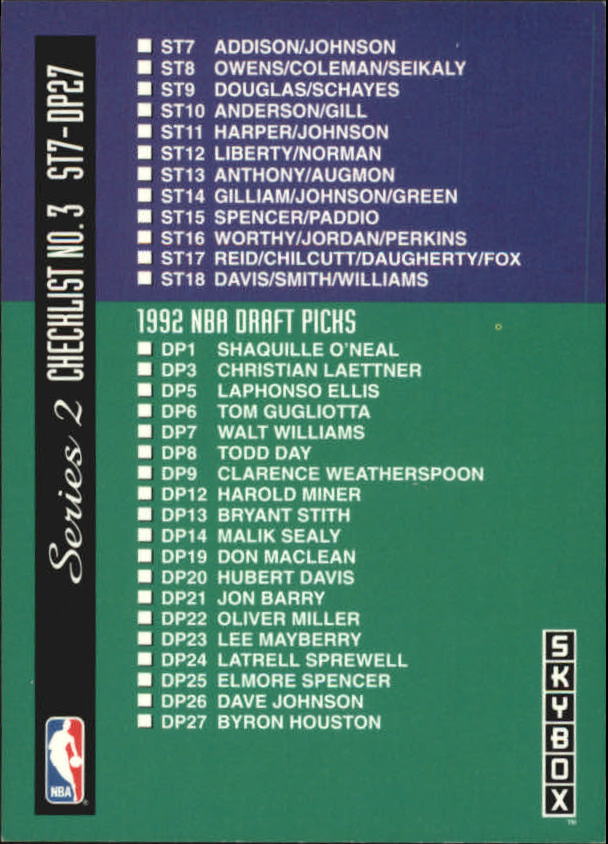 Series 2 CHECKLIST NO. 3 ST7-DP27
ST7 ADDISON/JOHNSON
ST8 OWENS/COLEMAN/SEIKALY
ST9 DOUGLAS/SCHAYES
ST10 ANDERSON/GILL
ST11 HARPER/JOHNSON
ST12 LIBERTY/NORMAN
ST13 ANTHONY/AUGMON
ST14 GILLIAM/JOHNSON/GREEN
ST15 SPENCER/PADDIO
ST16 WORTHY/JORDAN/PERKINS
ST17 REID/CHILCUTT/DAUGHERTY/FOX
ST18 DAVIS/SMITH/WILLIAMS
1992 NBA DRAFT PICKS
DP1 SHAQUILLE O'NEAL
DP3 CHRISTIAN LAETTNER
DP5 LAPHONSO ELLIS
DP6 TOM GUGLIOTTA
DP7 WALT WILLIAMS
DP8 TODD DAY
DP9 CLARENCE WEATHERSPOON
DP12 HAROLD MINER
DP13 BRYANT STITH
DP14 MALIK SEALY
DP19 DON MACLEAN
DP20 HUBERT DAVIS
DP21 JON BARRY
DP22 OLIVER MILLER
DP23 LEE MAYBERRY
DP24 LATRELL SPREWELL
DP25 ELMORE SPENCER
DP26 DAVE JOHNSON
DP27 BYRON HOUSTON
NBA ®
SKYBOX ™